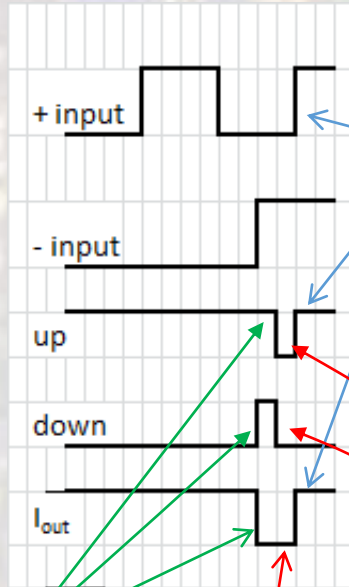 + input
- input
up
down
Iout